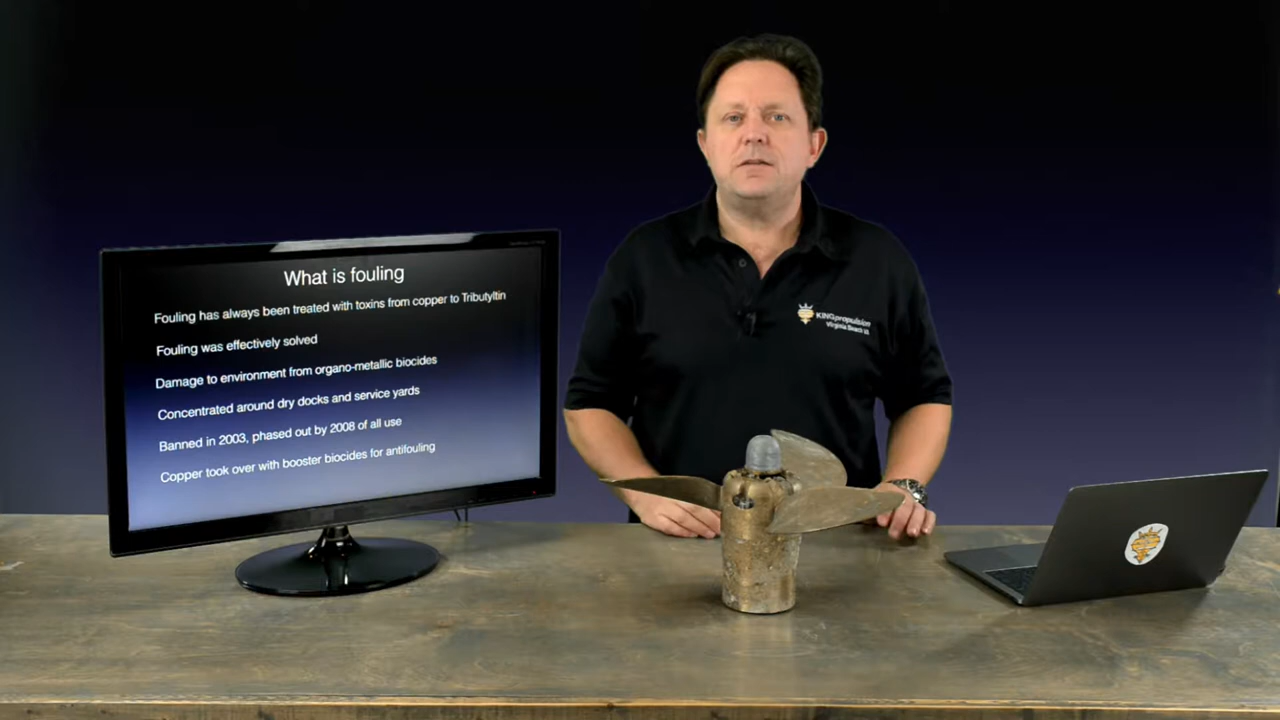 What is fouling
Fouling has always been treated with toxins from copper to Tributyltin
Fouling was effectively solved
Damage to environment from organo-metallic biocides
Concentrated around dry docks and service yards
Banned in 2003, phased out by 2008 of all use
Copper took over with booster biocides for antifouling
KINGpropulsion
Virginia Beach VA